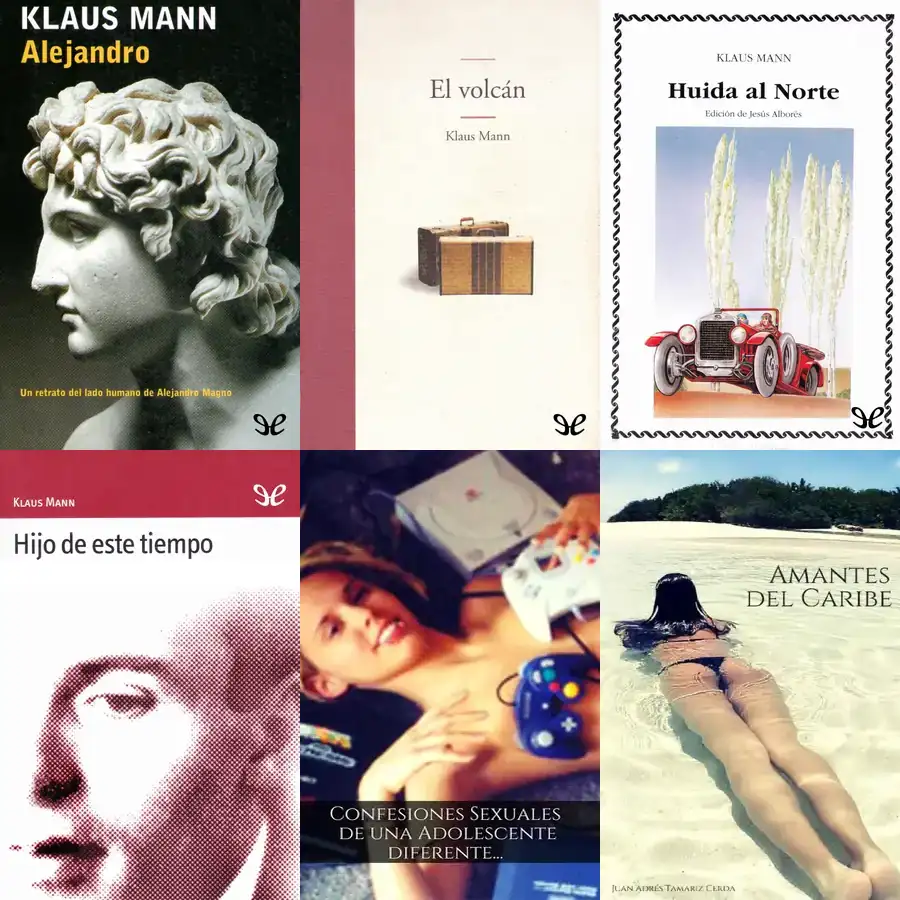 KLAUS MANN
Alejandro
Un retrato del lado humano de Alejandro Magno
El volcán
Klaus Mann
KLAUS MANN
Huida al Norte
Edición de Jesús Alborés
KLAUS MANN
Hijo de este tiempo
CONFESIONES SEXUALES
DE UNA ADOLESCENTE
DIFERENTE...
AMANTES
DEL CARIBE
JUAN ADRÉS TAMARIZ CERDA